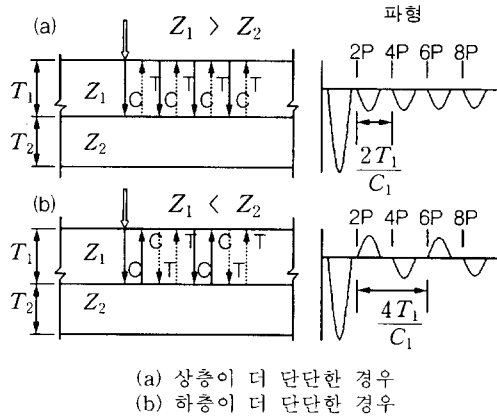 파형
(a)
Z₁ > Z₂
T₁
Z₁
C T C T C T C T
T₂
Z₂
2P 4P 6P 8P
2T₁
C₁
(b)
Z₁ < Z₂
T₁
Z₁
C C T T C C T T
T₂
Z₂
2P 4P 6P 8P
4T₁
C₁
(a) 상층이 더 단단한 경우
(b) 하층이 더 단단한 경우